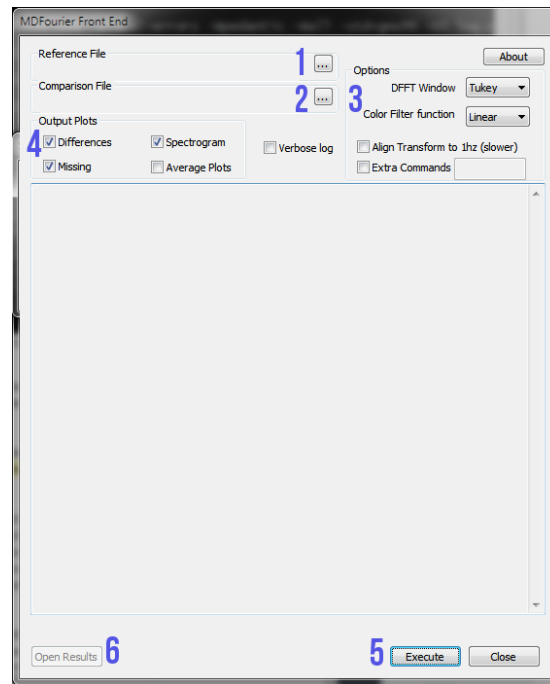 MDFourier Front End
Reference File
1 ...
About
Comparison File
2 ...
Options
3
DFFT Window Tukey
Color Filter function Linear
Output Plots
4
Differences Spectrogram Verbose log
Missing Average Plots
Align Transform to 1hz (slower)
Extra Commands
Open Results 6
5 Execute Close